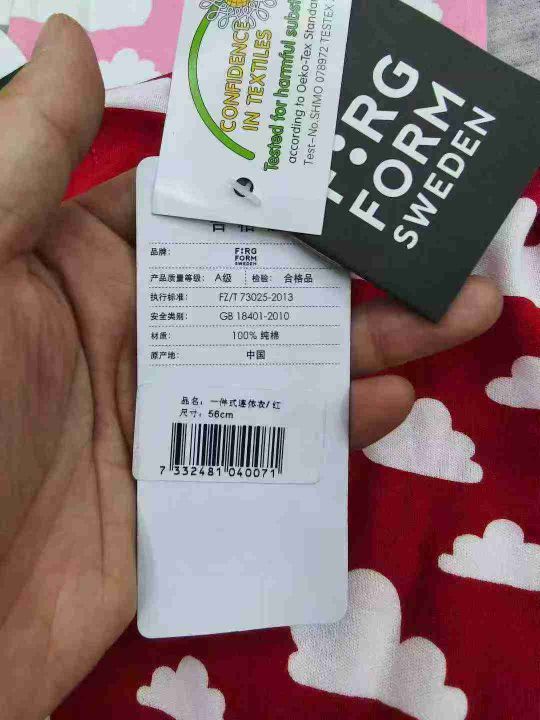 CONFIDENCE
IN TEXTILES
Tested for harmful subst
according to Oeko-Tex Standar
Test-No.SHMO 078972 TESTEX
F:RG
FORM
SWEDEN
品牌: F:RG
FORM
SWEDEN
产品质量等级: A级 检验: 合格品
执行标准: FZ/T 73025-2013
安全类别: GB 18401-2010
材质: 100% 纯棉
原产地: 中国
品名: 一件式连体衣/红
尺寸: 56cm
7 332481 040071